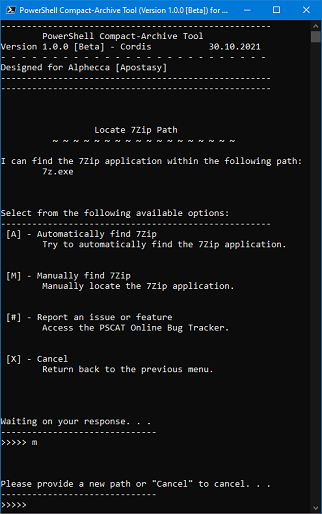 PowerShell Compact-Archive Tool (Version 1.0.0 [Beta]) for ...
-----------------------------------------------------
PowerShell Compact-Archive Tool
Version 1.0.0 [Beta] - Cordis 30.10.2021
- - - - - - - - - - - - - - - - - - - - - - - - - - -
Designed for Alphecca [Apostasy]
-----------------------------------------------------
-----------------------------------------------------
Locate 7Zip Path
~ ~ ~ ~ ~ ~ ~ ~ ~ ~ ~ ~ ~ ~ ~ ~ ~ ~
I can find the 7Zip application within the following path:
7z.exe
Select from the following available options:
-----------------------------------------------------
[A] - Automatically find 7Zip
Try to automatically find the 7Zip application.
[M] - Manually find 7Zip
Manually locate the 7Zip application.
[#] - Report an issue or feature
Access the PSCAT Online Bug Tracker.
[X] - Cancel
Return back to the previous menu.
Waiting on your response. . .
------------------------------
>>>>> m
Please provide a new path or "Cancel" to cancel. . .
------------------------------
>>>>>